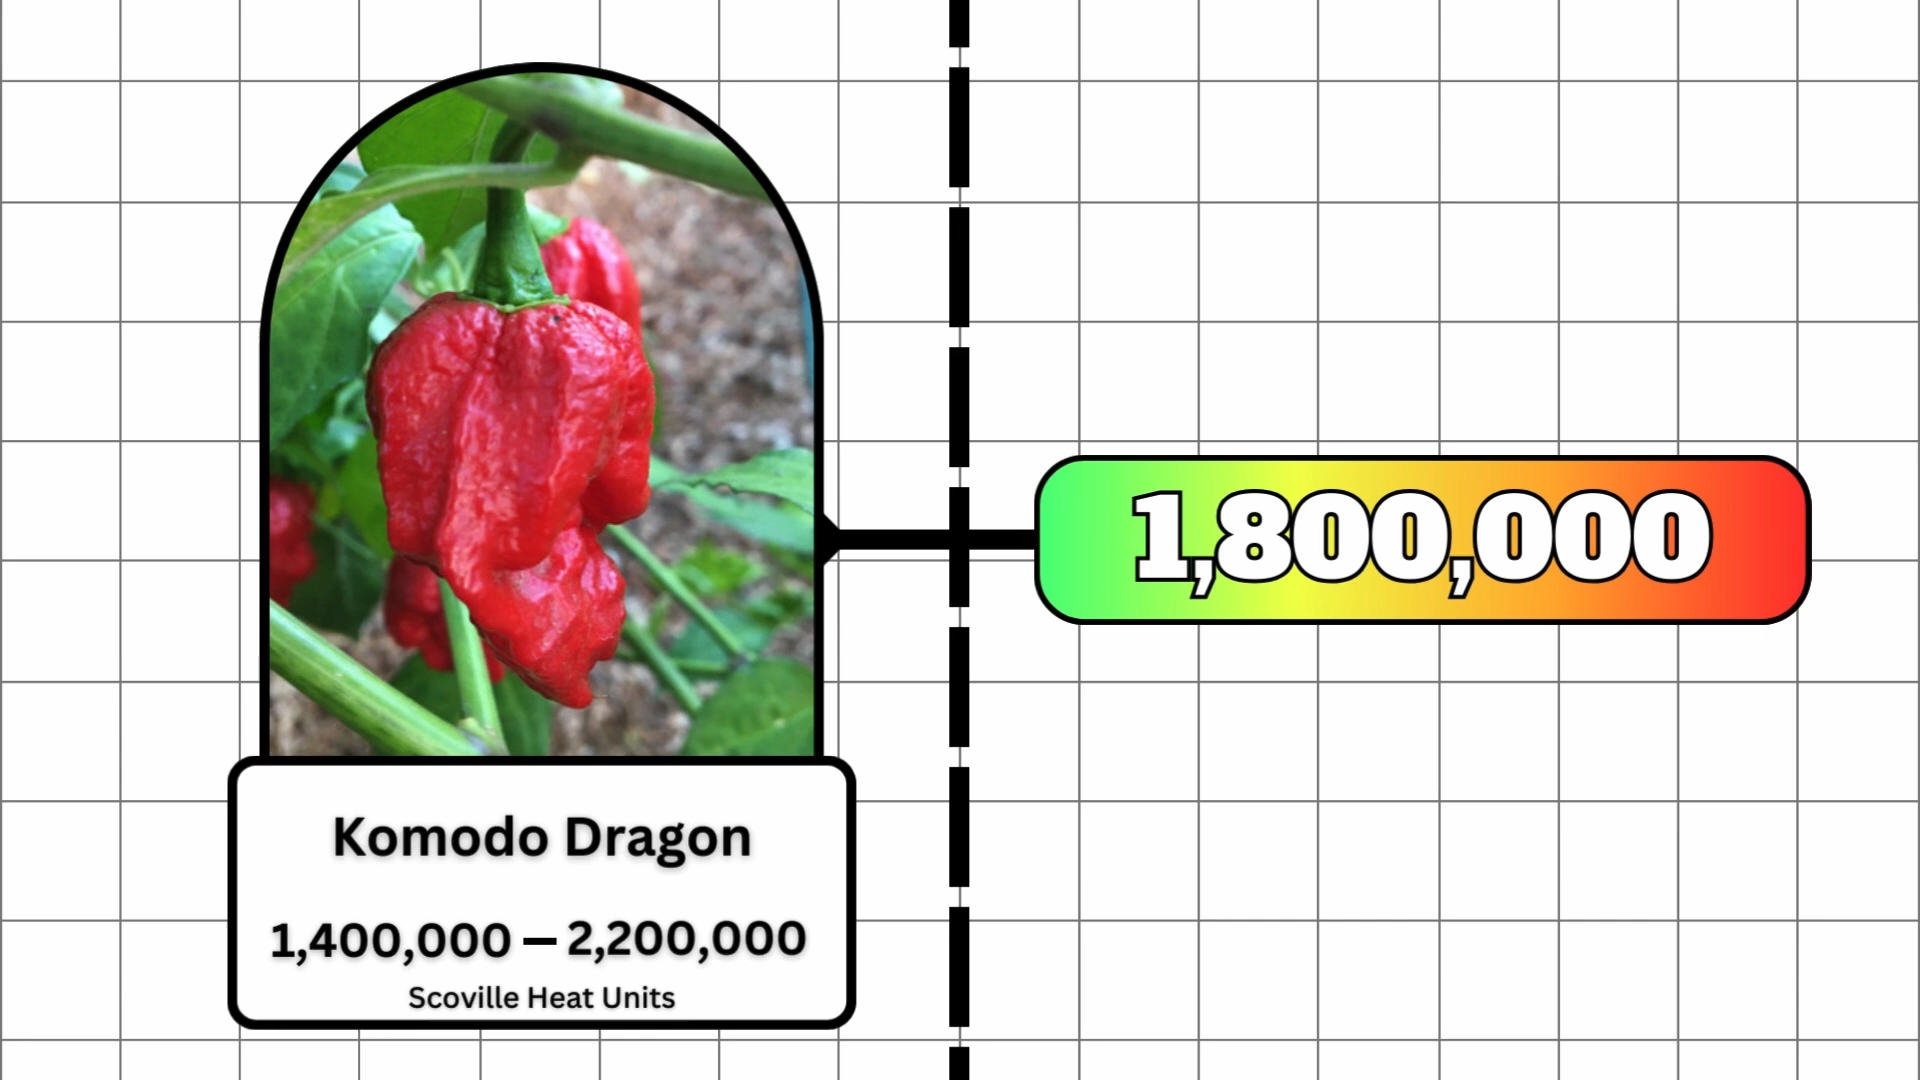 1,800,000
Komodo Dragon
1,400,000 – 2,200,000
Scoville Heat Units